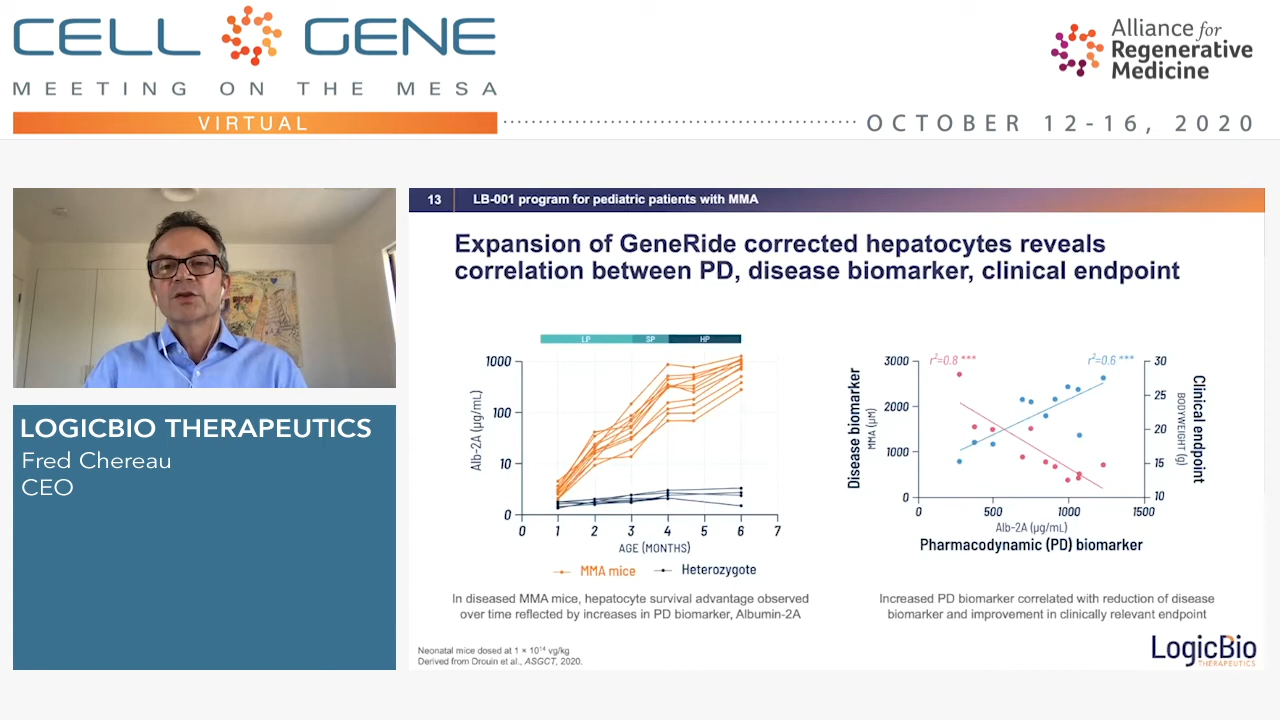 CELL GENE
MEETING ON THE MESA
VIRTUAL
Alliance for
Regenerative
Medicine
OCTOBER 12-16, 2020
LOGICBIO THERAPEUTICS
Fred Chereau
CEO
13 LB-001 program for pediatric patients with MMA
Expansion of GeneRide corrected hepatocytes reveals
correlation between PD, disease biomarker, clinical endpoint
LP SP HP
1000
100
10
0
Alb-2A (µg/mL)
0 1 2 3 4 5 6 7
AGE (MONTHS)
MMA mice Heterozygote
In diseased MMA mice, hepatocyte survival advantage observed
over time reflected by increases in PD biomarker, Albumin-2A
r²=0.8 *** r²=0.6 ***
Disease biomarker
MMA (µM)
3000
2000
1000
0
30
25
20
15
10
Clinical endpoint
BODYWEIGHT (g)
0 500 1000 1500
Alb-2A (µg/mL)
Pharmacodynamic (PD) biomarker
Increased PD biomarker correlated with reduction of disease
biomarker and improvement in clinically relevant endpoint
Neonatal mice dosed at 1 × 10¹⁴ vg/kg
Derived from Drouin et al., ASGCT, 2020.
LogicBio
THERAPEUTICS